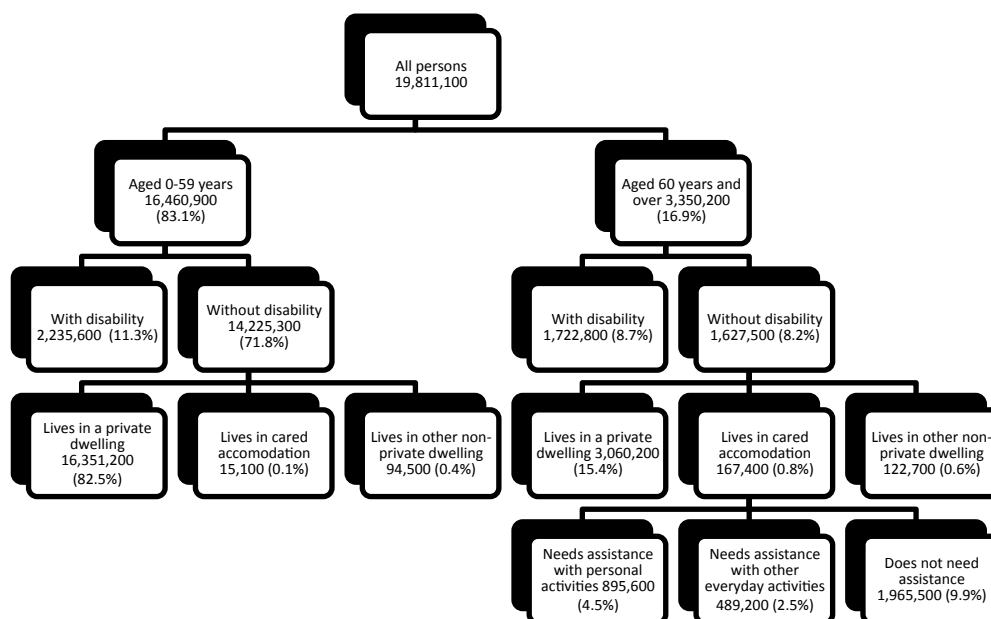 All persons
19,811,100
Aged 0-59 years
16,460,900
(83.1%)
Aged 60 years and
over 3,350,200
(16.9%)
With disability
2,235,600 (11.3%)
Without disability
14,225,300
(71.8%)
With disability
1,722,800 (8.7%)
Without disability
1,627,500 (8.2%)
Lives in a private
dwelling
16,351,200
(82.5%)
Lives in cared
accomodation
15,100 (0.1%)
Lives in other non-
private dwelling
94,500 (0.4%)
Lives in a private
dwelling 3,060,200
(15.4%)
Lives in cared
accomodation
167,400 (0.8%)
Lives in other non-
private dwelling
122,700 (0.6%)
Needs assistance
with personal
activities 895,600
(4.5%)
Needs assistance
with other
everyday activities
489,200 (2.5%)
Does not need
assistance
1,965,500 (9.9%)